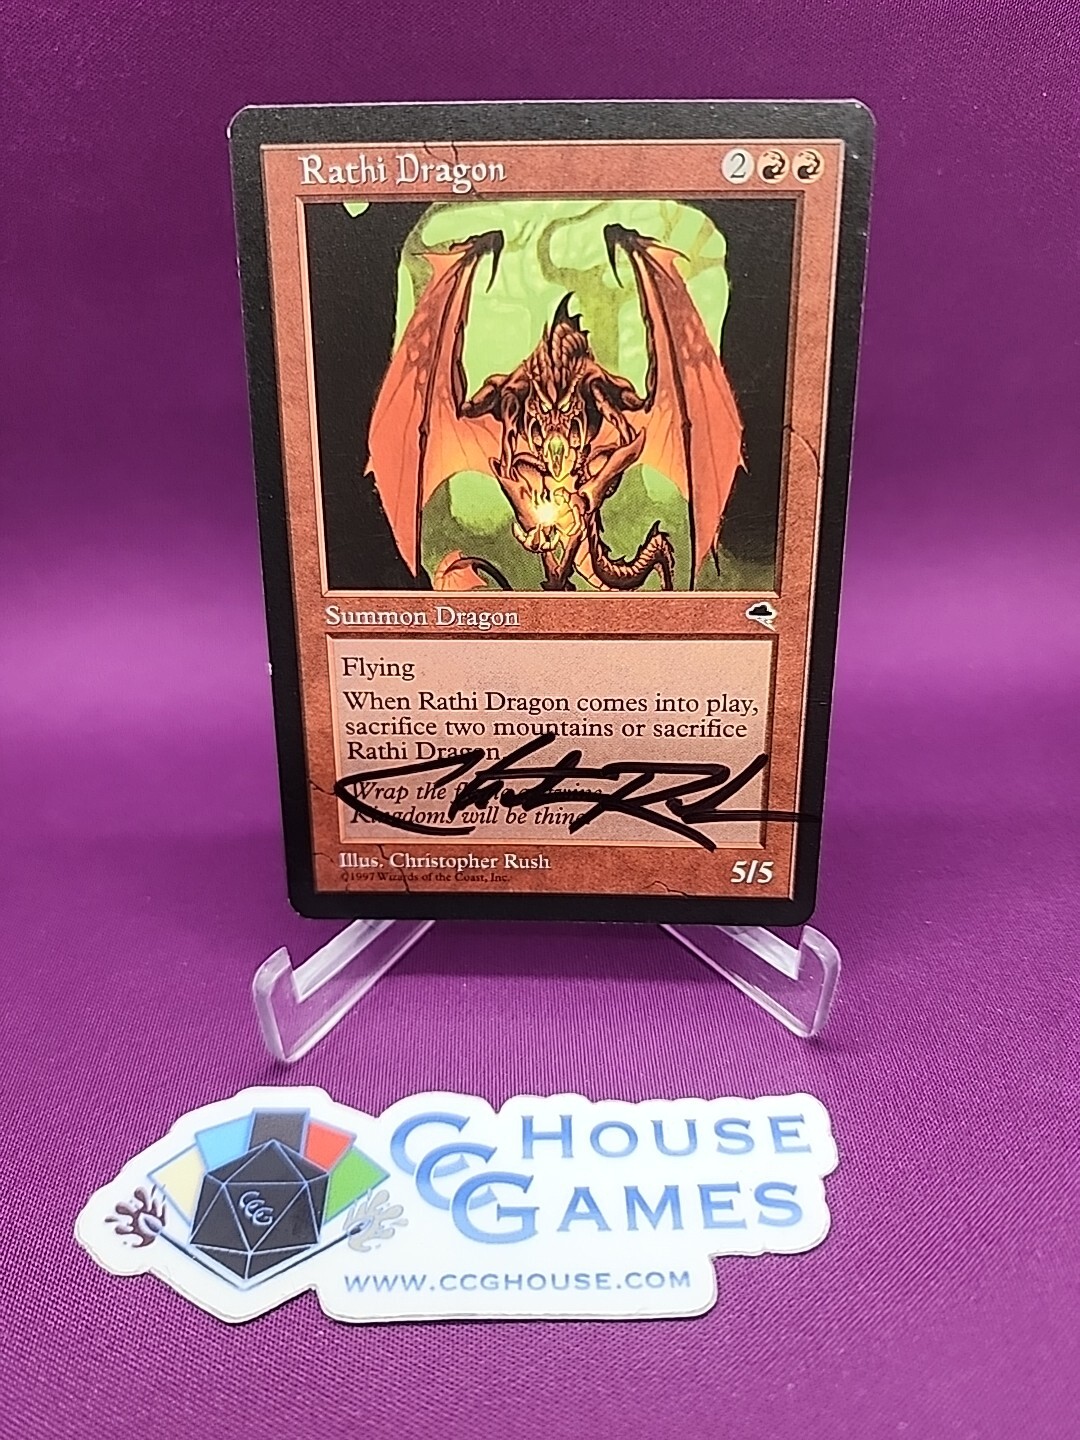 Rathi Dragon 2
Summon Dragon
Flying
When Rathi Dragon comes into play,
sacrifice two mountains or sacrifice
Rathi Dragon.
Wrap the
Kingdoms will be thine.
Illus. Christopher Rush
©1997 Wizards of the Coast, Inc.
5/5
CCG House
Games
CCG
www.ccghouse.com